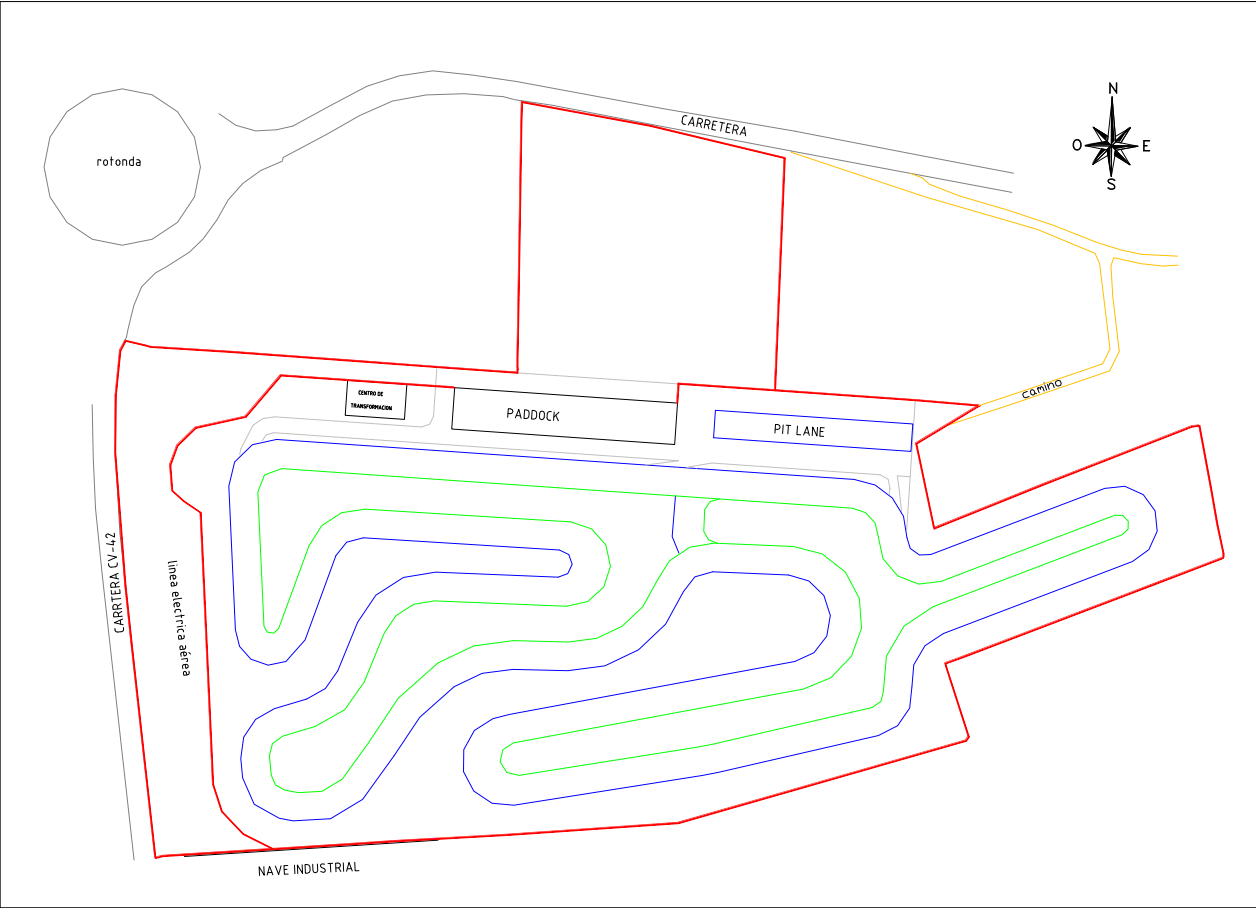 N
CARRETERA
O
E
rotonda
S
camino
CENTRO DE
TRANSFORMACION
PADDOCK
PIT LANE
CARRTERA CV-42
linea electrica aérea
NAVE INDUSTRIAL